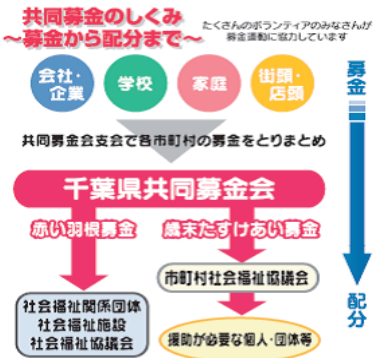 共同募金のしくみ
～募金から配分まで～
たくさんのボランティアのみなさんが
募金運動に協力しています
会社・
企業
学校
家庭
街頭・
店頭
募金
共同募金会支会で各市町村の募金をとりまとめ
千葉県共同募金会
赤い羽根募金
歳末たすけあい募金
市町村社会福祉協議会
社会福祉関係団体
社会福祉施設
社会福祉協議会
援助が必要な個人・団体等
配分